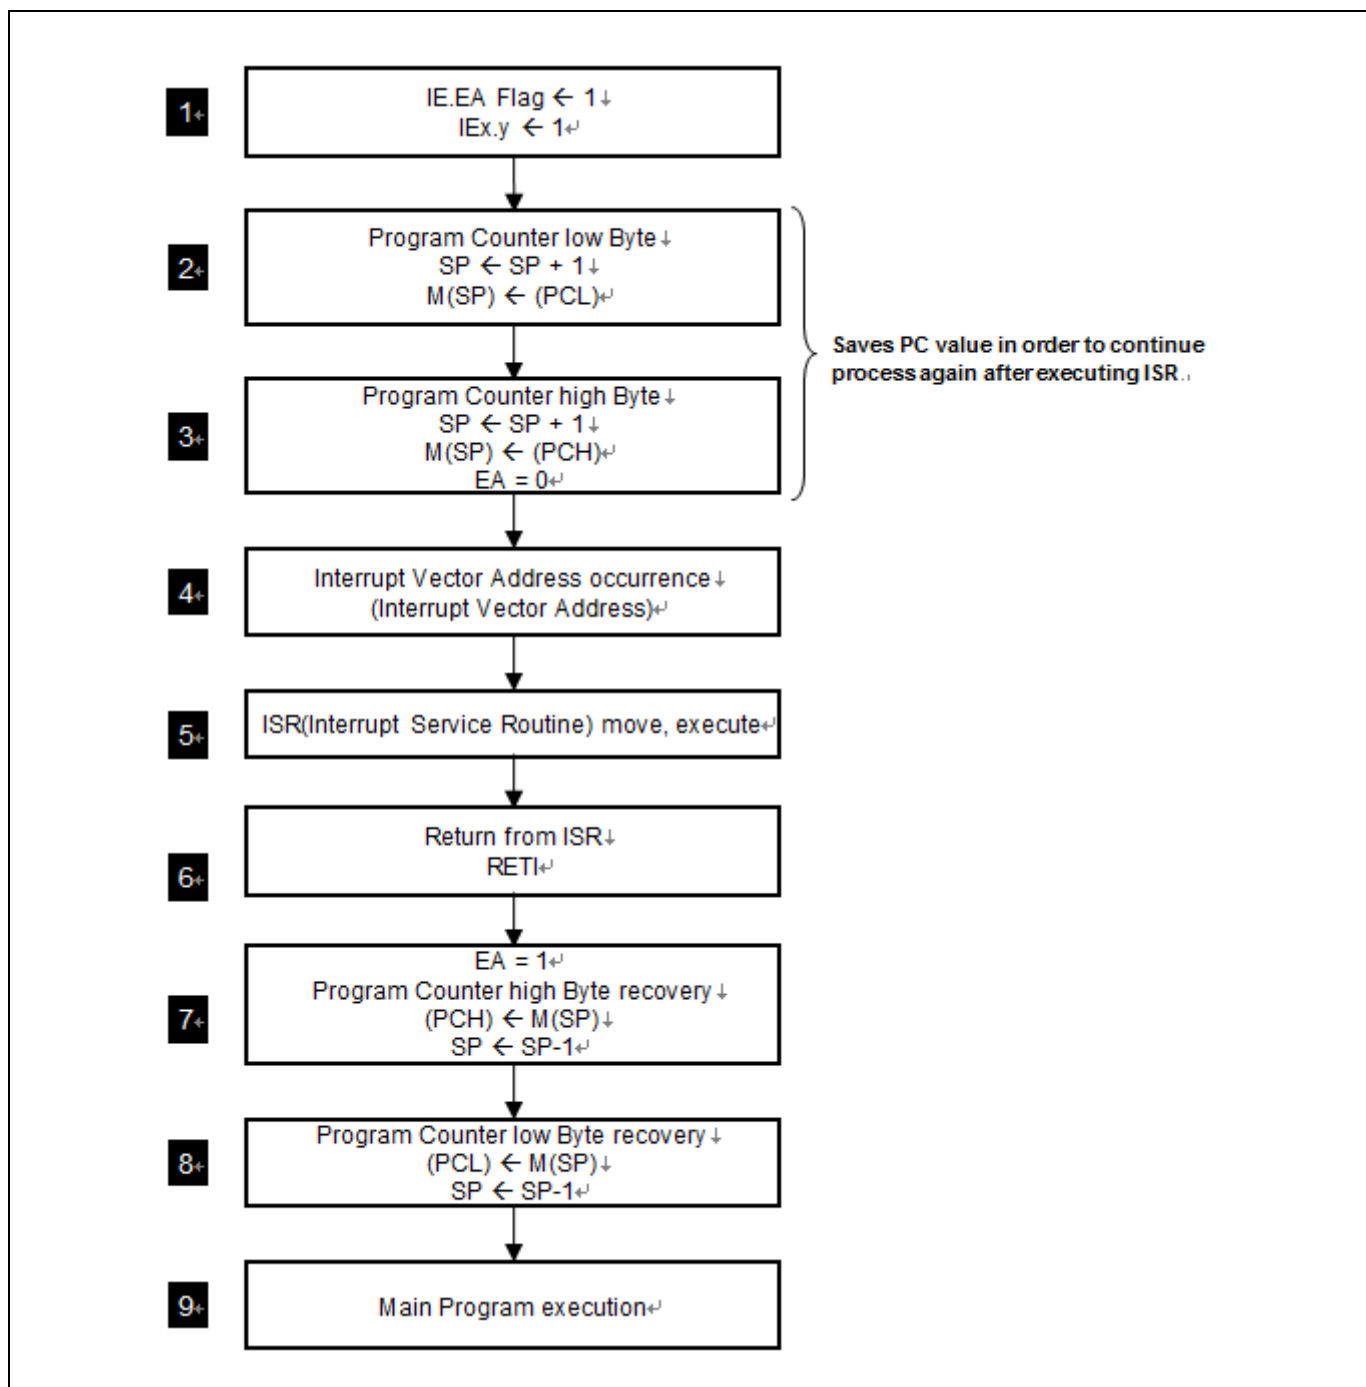 1
IE.EA Flag ← 1↓
IEx.y ← 1↵
2
Program Counter low Byte↓
SP ← SP + 1↓
M(SP) ← (PCL)↵
3
Program Counter high Byte↓
SP ← SP + 1↓
M(SP) ← (PCH)↵
EA = 0↵
Saves PC value in order to continue
process again after executing ISR.
4
Interrupt Vector Address occurrence↓
(Interrupt Vector Address)↵
5
ISR(Interrupt Service Routine) move, execute↵
6
Return from ISR↓
RETI↵
7
EA = 1↵
Program Counter high Byte recovery↓
(PCH) ← M(SP)↓
SP ← SP-1↵
8
Program Counter low Byte recovery↓
(PCL) ← M(SP)↓
SP ← SP-1↵
9
Main Program execution↵